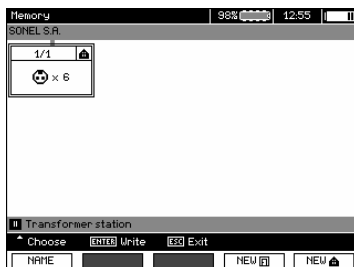 Memory 98% 12:55
SONEL S.A.
1/1
× 6
Transformer station
Choose ENTER Write ESC Exit
NAME NEW NEW